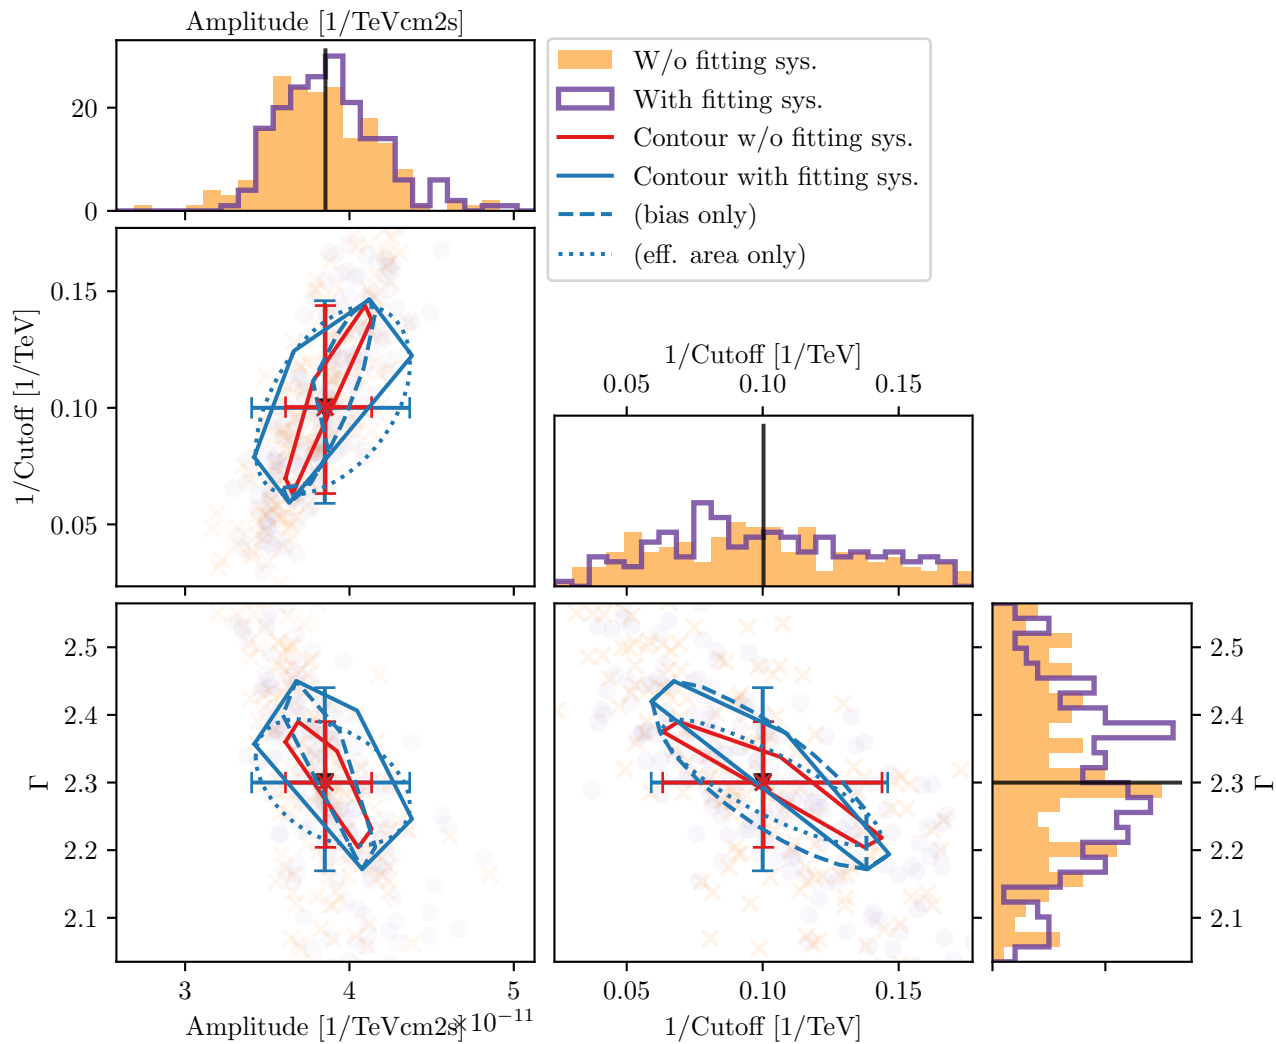 Amplitude [1/TeVcm2s]
20
0
W/o fitting sys.
With fitting sys.
Contour w/o fitting sys.
Contour with fitting sys.
(bias only)
(eff. area only)
1/Cutoff [1/TeV]
0.15
0.10
0.05
1/Cutoff [1/TeV]
0.05 0.10 0.15
Γ
2.5
2.4
2.3
2.2
2.1
3 4 5
Amplitude [1/TeVcm2s]
×10⁻¹¹
0.05 0.10 0.15
1/Cutoff [1/TeV]
2.5
2.4
2.3
2.2
2.1
Γ